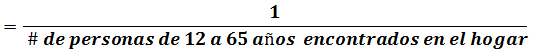 = 1
# de personas de 12 a 65 años encontrados en el hogar